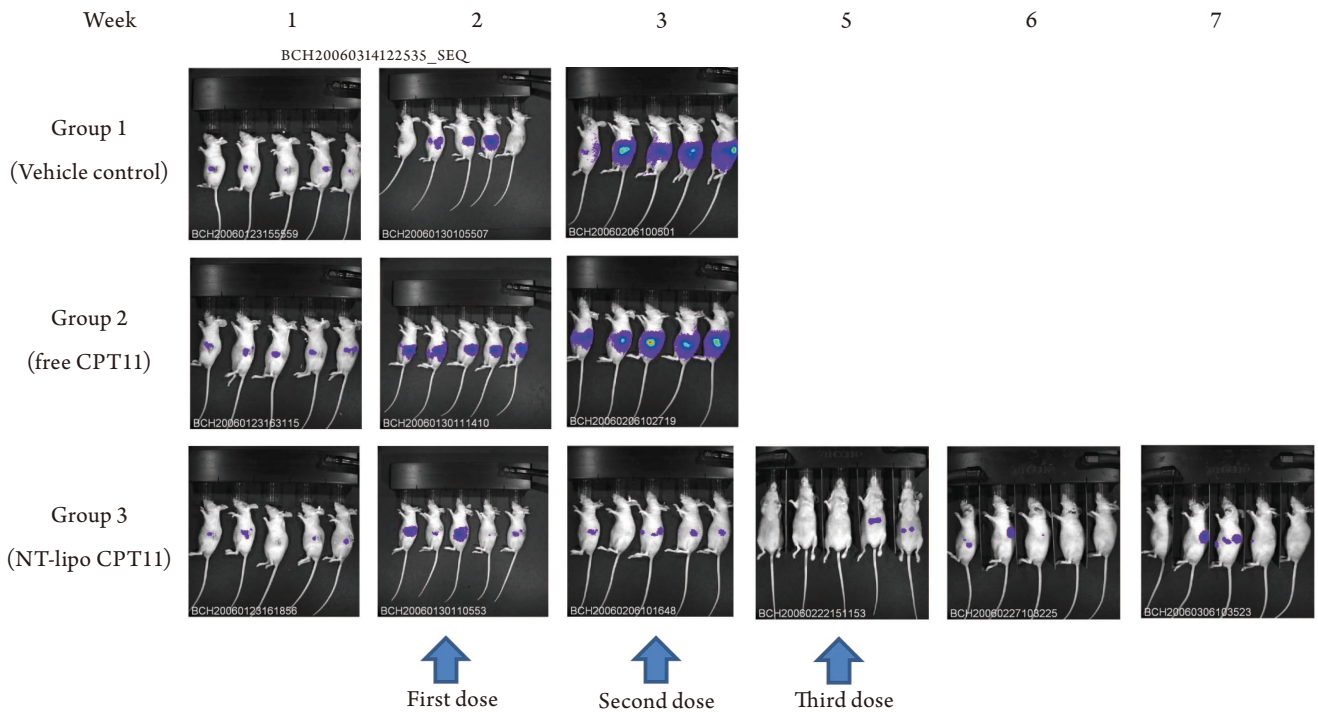 Week 1 2 3 5 6 7
BCH20060314122535_SEQ
Group 1
(Vehicle control)
BCH20060123155559
BCH20060130105507
BCH20060206100501
Group 2
(free CPT11)
BCH20060123163115
BCH20060130111410
BCH20060206102719
Group 3
(NT-lipo CPT11)
BCH20060123161856
BCH20060130110553
BCH20060206101648
BCH20060222151153
BCH20060227103225
BCH20060306103523
First dose
Second dose
Third dose